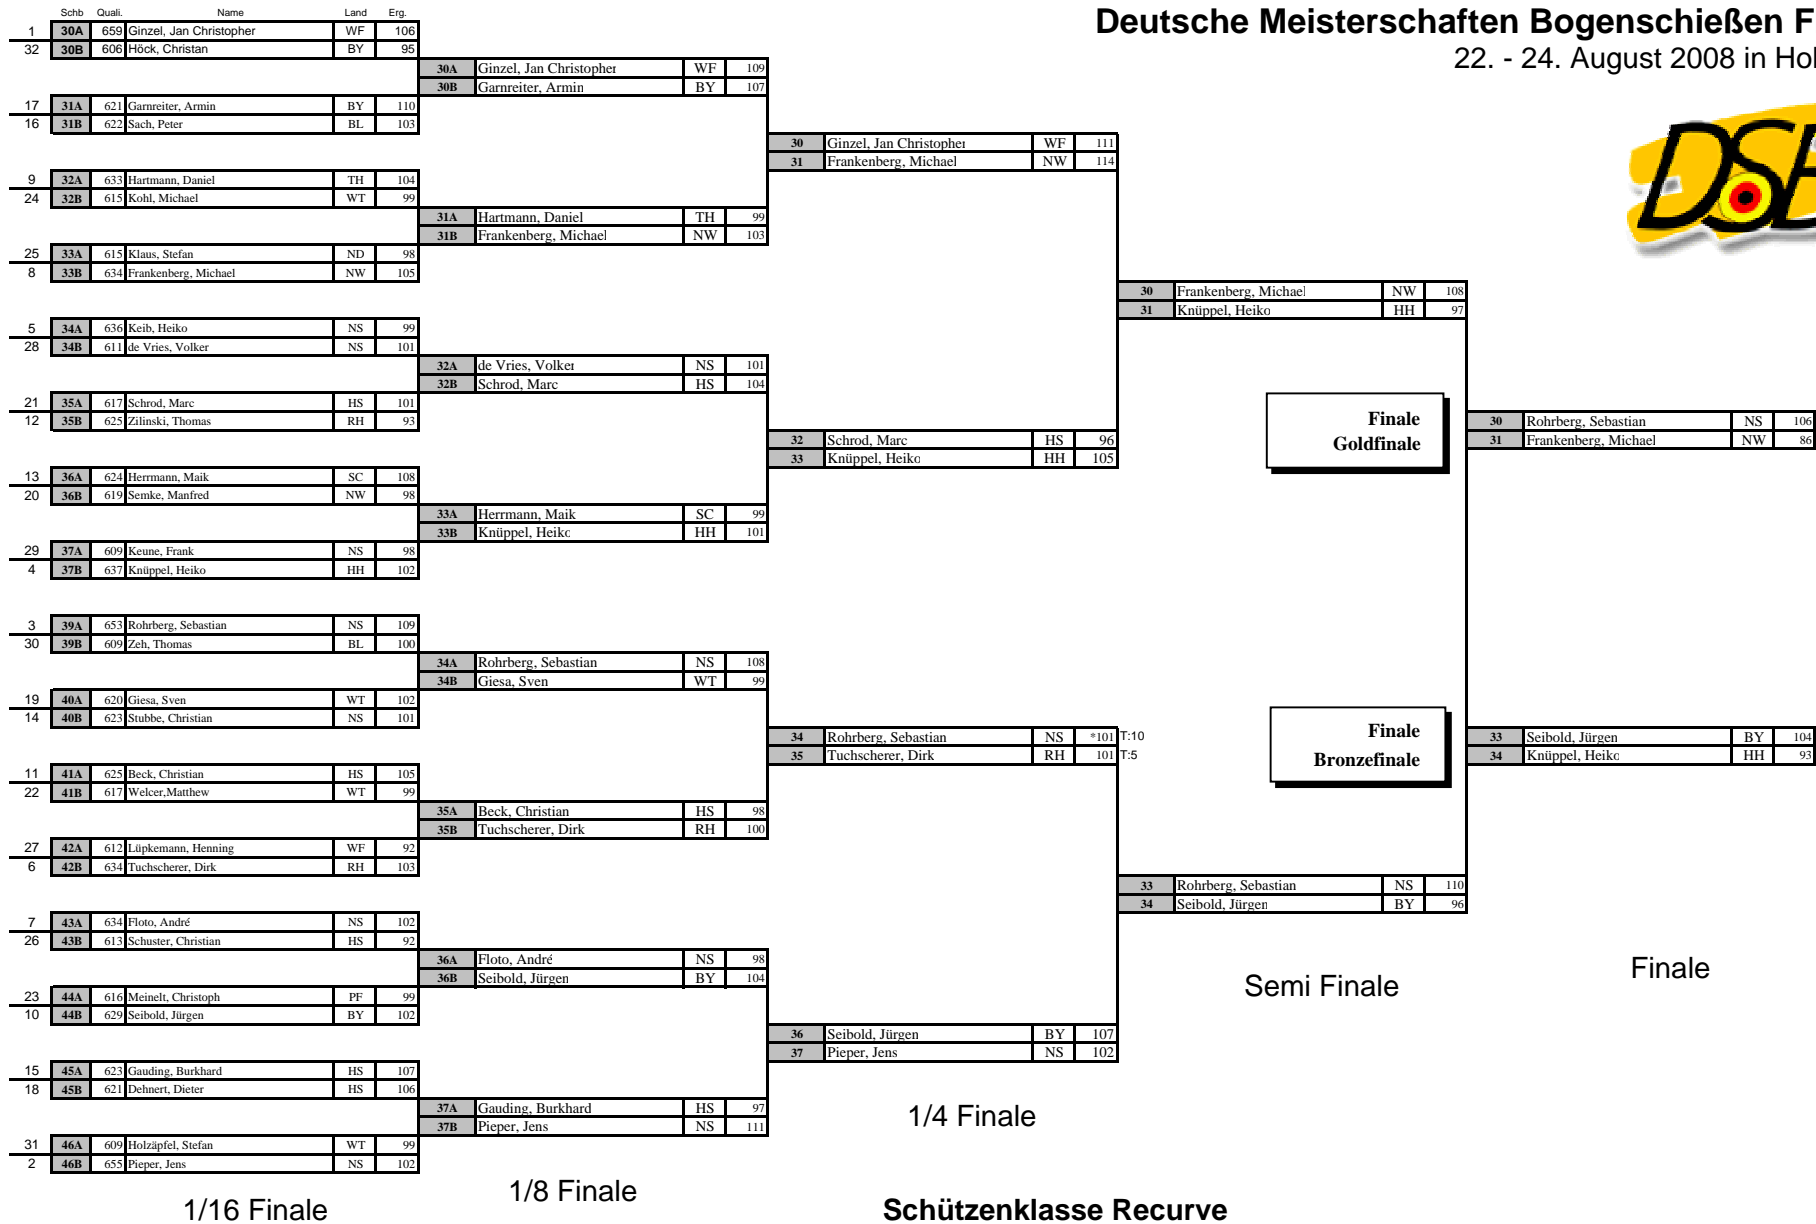 Deutsche Meisterschaften Bogenschießen F
22. - 24. August 2008 in Hol
DSB
Schb Quali. Name Land Erg.
1 30A 659 Ginzel, Jan Christopher WF 106
32 30B 606 Höck, Christan BY 95
17 31A 621 Garnreiter, Armin BY 110
16 31B 622 Sach, Peter BL 103
9 32A 633 Hartmann, Daniel TH 104
24 32B 615 Kohl, Michael WT 99
25 33A 615 Klaus, Stefan ND 98
8 33B 634 Frankenberg, Michael NW 105
5 34A 636 Keib, Heiko NS 99
28 34B 611 de Vries, Volker NS 101
21 35A 617 Schrod, Marc HS 101
12 35B 625 Zilinski, Thomas RH 93
13 36A 624 Herrmann, Maik SC 108
20 36B 619 Semke, Manfred NW 98
29 37A 609 Keune, Frank NS 98
4 37B 637 Knüppel, Heiko HH 102
3 39A 653 Rohrberg, Sebastian NS 109
30 39B 609 Zeh, Thomas BL 100
19 40A 620 Giesa, Sven WT 102
14 40B 623 Stubbe, Christian NS 101
11 41A 625 Beck, Christian HS 105
22 41B 617 Welcer,Matthew WT 99
27 42A 612 Lüpkemann, Henning WF 92
6 42B 634 Tuchscherer, Dirk RH 103
7 43A 634 Floto, André NS 102
26 43B 613 Schuster, Christian HS 92
23 44A 616 Meinelt, Christoph PF 99
10 44B 629 Seibold, Jürgen BY 102
15 45A 623 Gauding, Burkhard HS 107
18 45B 621 Dehnert, Dieter HS 106
31 46A 609 Holzäpfel, Stefan WT 99
2 46B 655 Pieper, Jens NS 102
1/16 Finale
30A Ginzel, Jan Christopher WF 109
30B Garnreiter, Armin BY 107
31A Hartmann, Daniel TH 99
31B Frankenberg, Michael NW 103
32A de Vries, Volker NS 101
32B Schrod, Marc HS 104
33A Herrmann, Maik SC 99
33B Knüppel, Heiko HH 101
34A Rohrberg, Sebastian NS 108
34B Giesa, Sven WT 99
35A Beck, Christian HS 98
35B Tuchscherer, Dirk RH 100
36A Floto, André NS 98
36B Seibold, Jürgen BY 104
37A Gauding, Burkhard HS 97
37B Pieper, Jens NS 111
1/8 Finale
30 Ginzel, Jan Christopher WF 111
31 Frankenberg, Michael NW 114
32 Schrod, Marc HS 96
33 Knüppel, Heiko HH 105
34 Rohrberg, Sebastian NS *101 T:10
35 Tuchscherer, Dirk RH 101 T:5
36 Seibold, Jürgen BY 107
37 Pieper, Jens NS 102
1/4 Finale
30 Frankenberg, Michael NW 108
31 Knüppel, Heiko HH 97
33 Rohrberg, Sebastian NS 110
34 Seibold, Jürgen BY 96
Semi Finale
Finale
Goldfinale
30 Rohrberg, Sebastian NS 106
31 Frankenberg, Michael NW 86
Finale
Bronzefinale
33 Seibold, Jürgen BY 104
34 Knüppel, Heiko HH 93
Finale
Schützenklasse Recurve